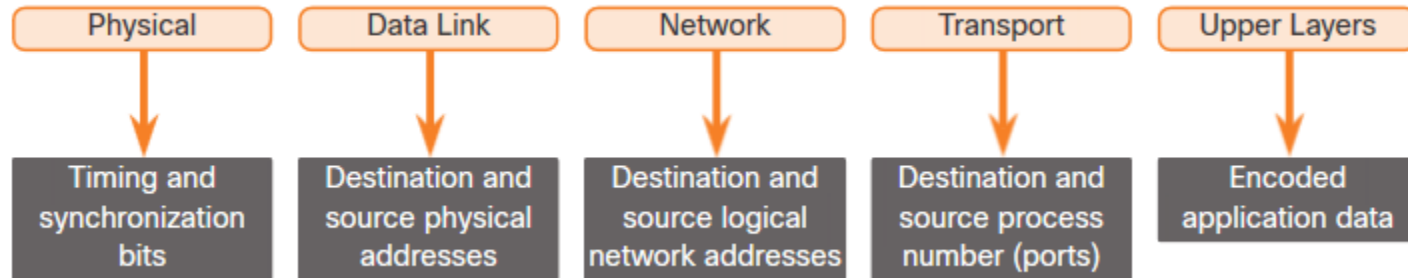 Physical
Data Link
Network
Transport
Upper Layers
Timing and
synchronization
bits
Destination and
source physical
addresses
Destination and
source logical
network addresses
Destination and
source process
number (ports)
Encoded
application data